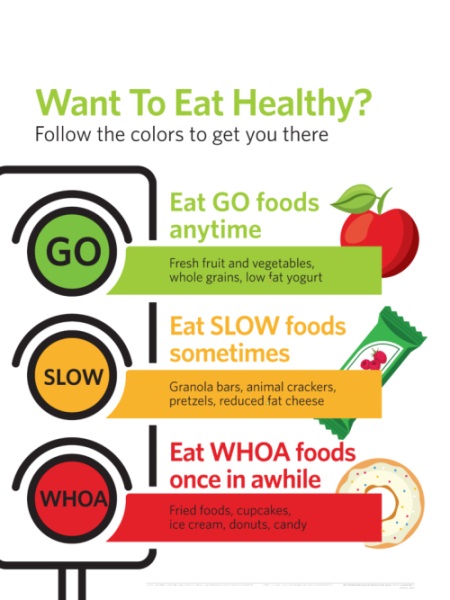 Want To Eat Healthy?
Follow the colors to get you there
GO
Eat GO foods
anytime
Fresh fruit and vegetables,
whole grains, low fat yogurt
SLOW
Eat SLOW foods
sometimes
Granola bars, animal crackers,
pretzels, reduced fat cheese
WHOA
Eat WHOA foods
once in awhile
Fried foods, cupcakes,
ice cream, donuts, candy